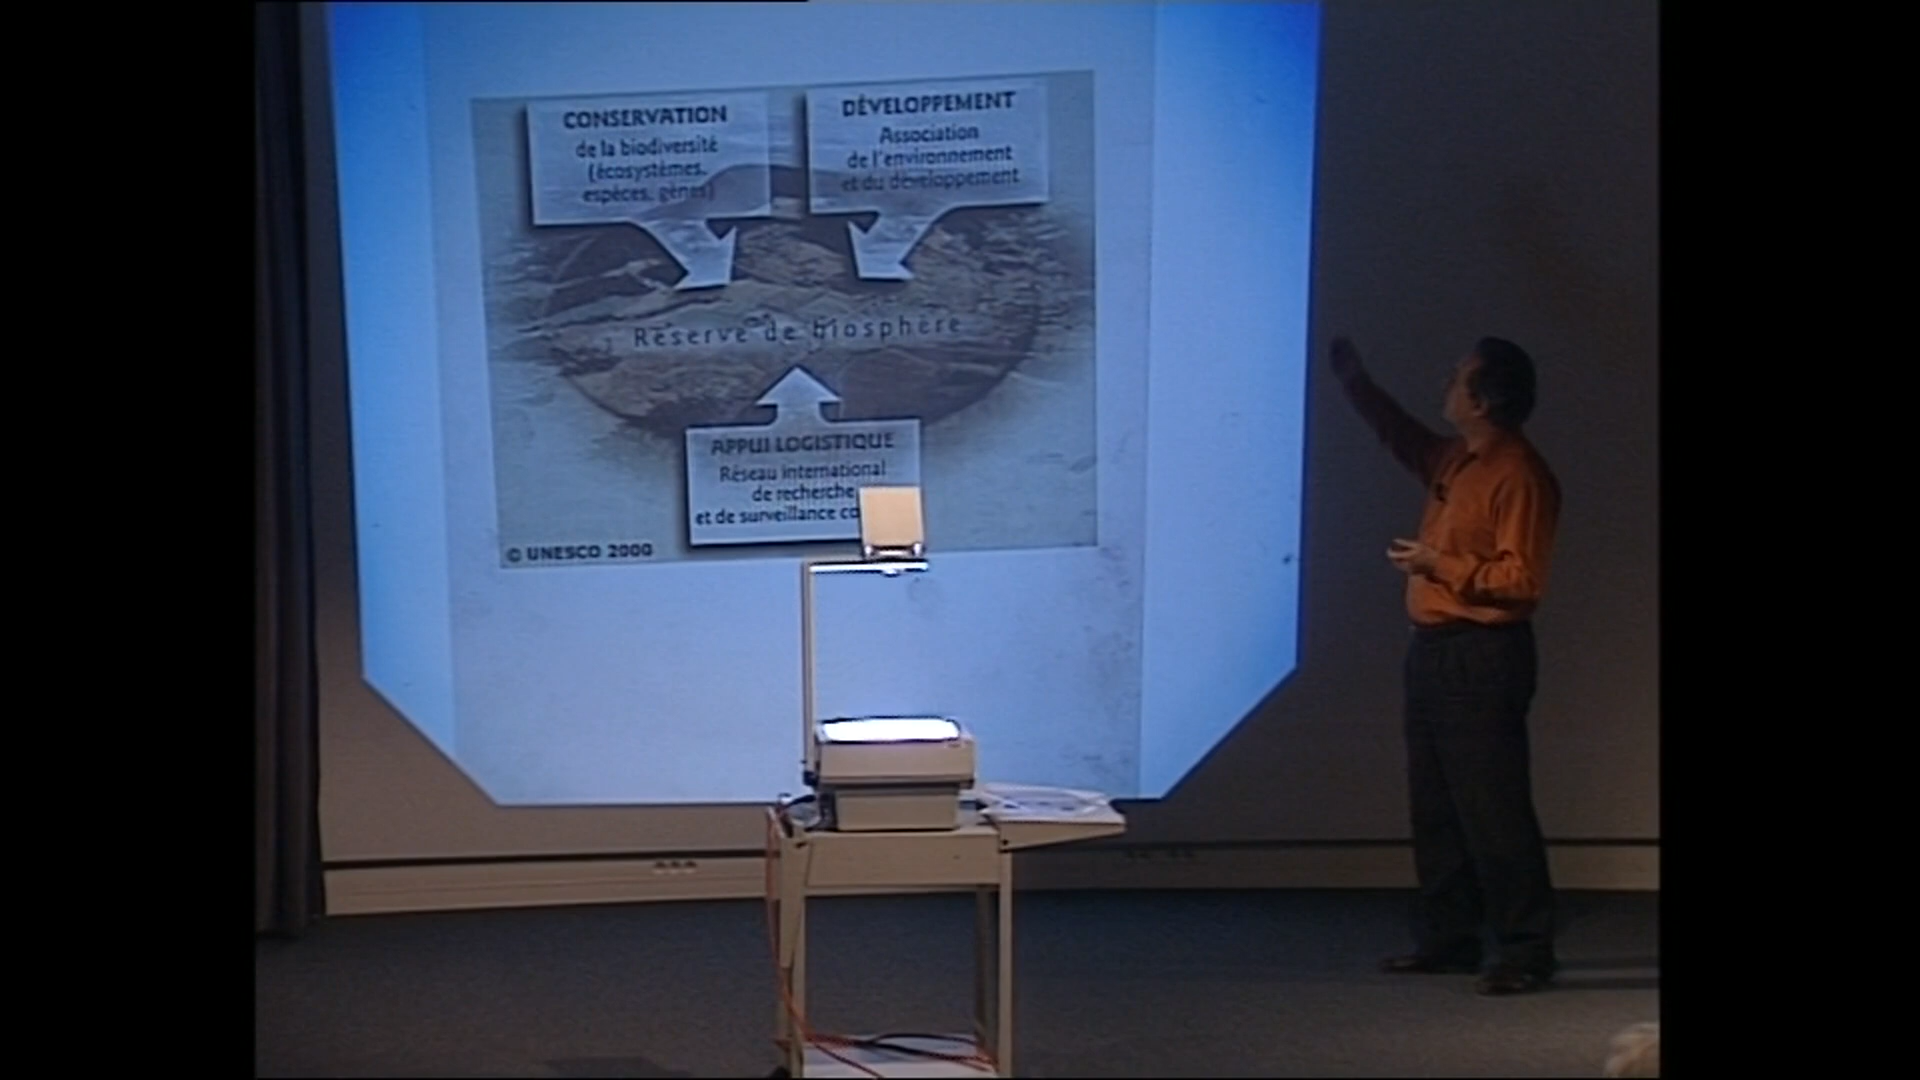 CONSERVATION
de la biodiversité
(écosystèmes,
espèces, gènes)
DÉVELOPPEMENT
Association
de l'environnement
et du développement
Réserve de biosphère
APPUI LOGISTIQUE
Réseau international
de recherche
et de surveillance
© UNESCO 2000